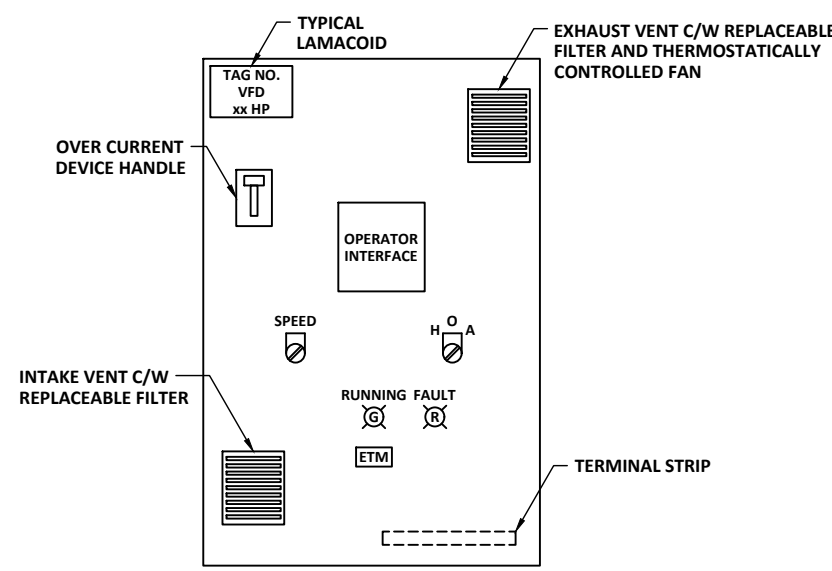 TYPICAL
LAMACOID
EXHAUST VENT C/W REPLACEABLE
FILTER AND THERMOSTATICALLY
CONTROLLED FAN
TAG NO.
VFD
xx HP
OVER CURRENT
DEVICE HANDLE
OPERATOR
INTERFACE
SPEED
H O A
INTAKE VENT C/W
REPLACEABLE FILTER
RUNNING FAULT
G R
ETM
TERMINAL STRIP